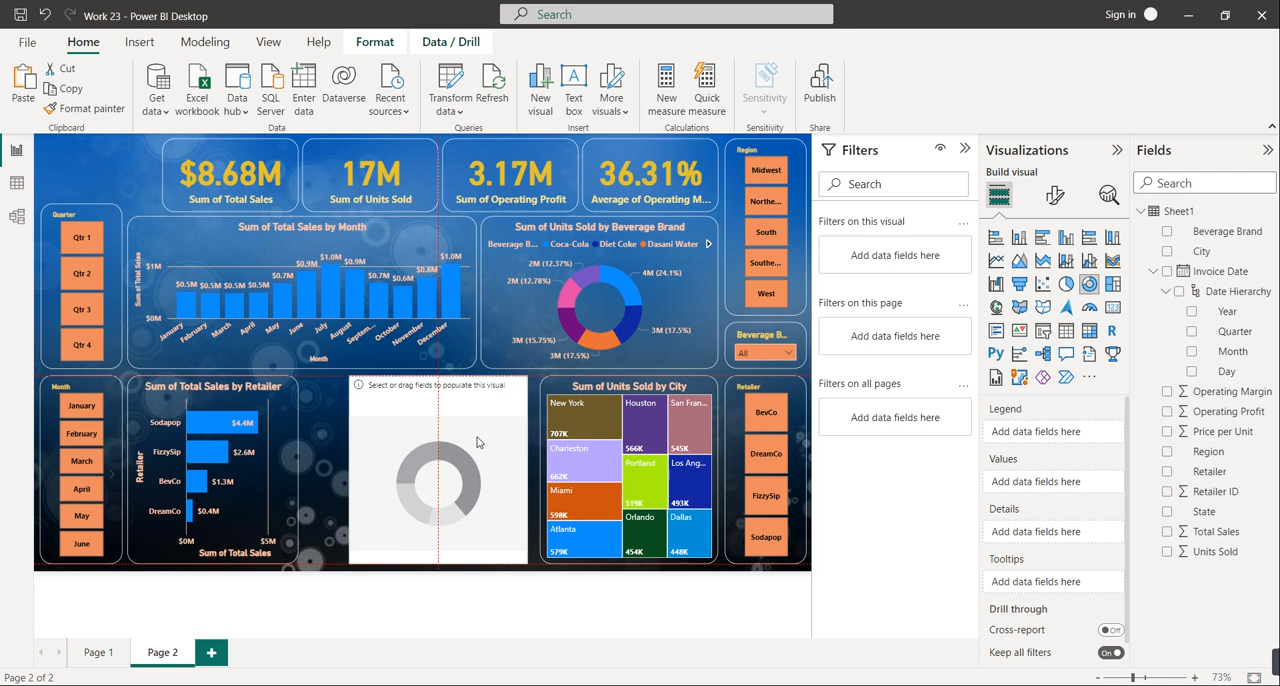 Work 23 - Power BI Desktop
Search
Sign in
File
Home
Insert
Modeling
View
Help
Format
Data / Drill
Paste
Cut
Copy
Format painter
Clipboard
Get data
Excel workbook
Data hub
SQL Server
Enter data
Dataverse
Recent sources
Data
Transform data
Refresh
Queries
New visual
Text box
More visuals
Insert
New measure
Quick measure
Calculations
Sensitivity
Sensitivity
Publish
Share
$8.68M
Sum of Total Sales
17M
Sum of Units Sold
3.17M
Sum of Operating Profit
36.31%
Average of Operating M...
Region
Midwest
Northe...
South
Southe...
West
Quarter
Qtr 1
Qtr 2
Qtr 3
Qtr 4
Sum of Total Sales by Month
Sum of Total Sales
$1M
$0M
$0.5M
$0.5M
$0.5M
$0.5M
$0.7M
$0.9M
$1.0M
$0.9M
$0.7M
$0.6M
$0.8M
$1.0M
January
February
March
April
May
June
July
August
Septem...
October
November
December
Month
Sum of Units Sold by Beverage Brand
Beverage B...
Coca-Cola
Diet Coke
Dasani Water
2M (12.37%)
2M (12.78%)
3M (15.75%)
3M (17.5%)
3M (17.5%)
4M (24.1%)
Beverage B...
All
Month
January
February
March
April
May
June
Sum of Total Sales by Retailer
Retailer
Sodapop
$4.4M
FizzySip
$2.6M
BevCo
$1.3M
DreamCo
$0.4M
$0M
$5M
Sum of Total Sales
Select or drag fields to populate this visual
Sum of Units Sold by City
New York
707K
Charleston
662K
Miami
598K
Atlanta
579K
Houston
566K
Portland
519K
Orlando
454K
San Fran...
545K
Los Ang...
493K
Dallas
448K
Retailer
BevCo
DreamCo
FizzySip
Sodapop
Filters
Search
Filters on this visual
...
Add data fields here
Filters on this page
...
Add data fields here
Filters on all pages
...
Add data fields here
Visualizations
Build visual
123
R
Py
...
Legend
Add data fields here
Values
Add data fields here
Details
Add data fields here
Tooltips
Add data fields here
Drill through
Cross-report
Off
Keep all filters
On
Fields
Search
Sheet1
Beverage Brand
City
Invoice Date
Date Hierarchy
Year
Quarter
Month
Day
Operating Margin
Operating Profit
Price per Unit
Region
Retailer
Retailer ID
State
Total Sales
Units Sold
Page 1
Page 2
Page 2 of 2
- + 73%